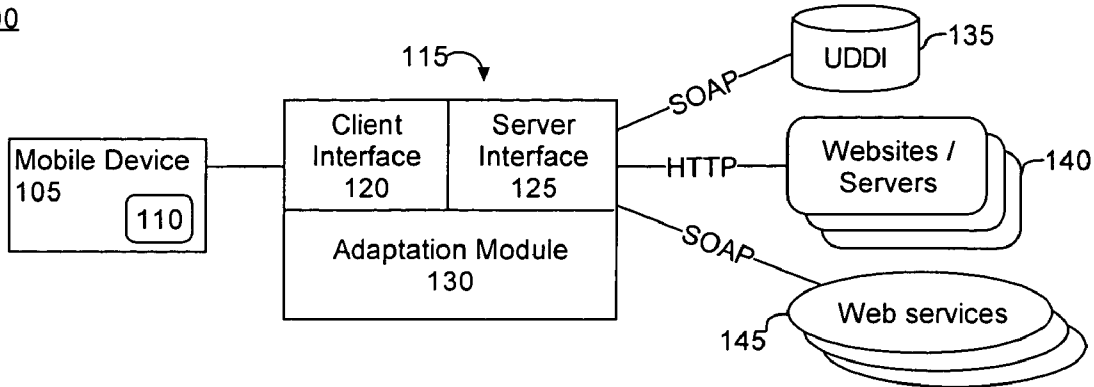 115
135
UDDI
SOAP
Client
Interface
120
Server
Interface
125
Mobile Device
105
110
HTTP
Websites /
Servers
140
Adaptation Module
130
SOAP
Web services
145